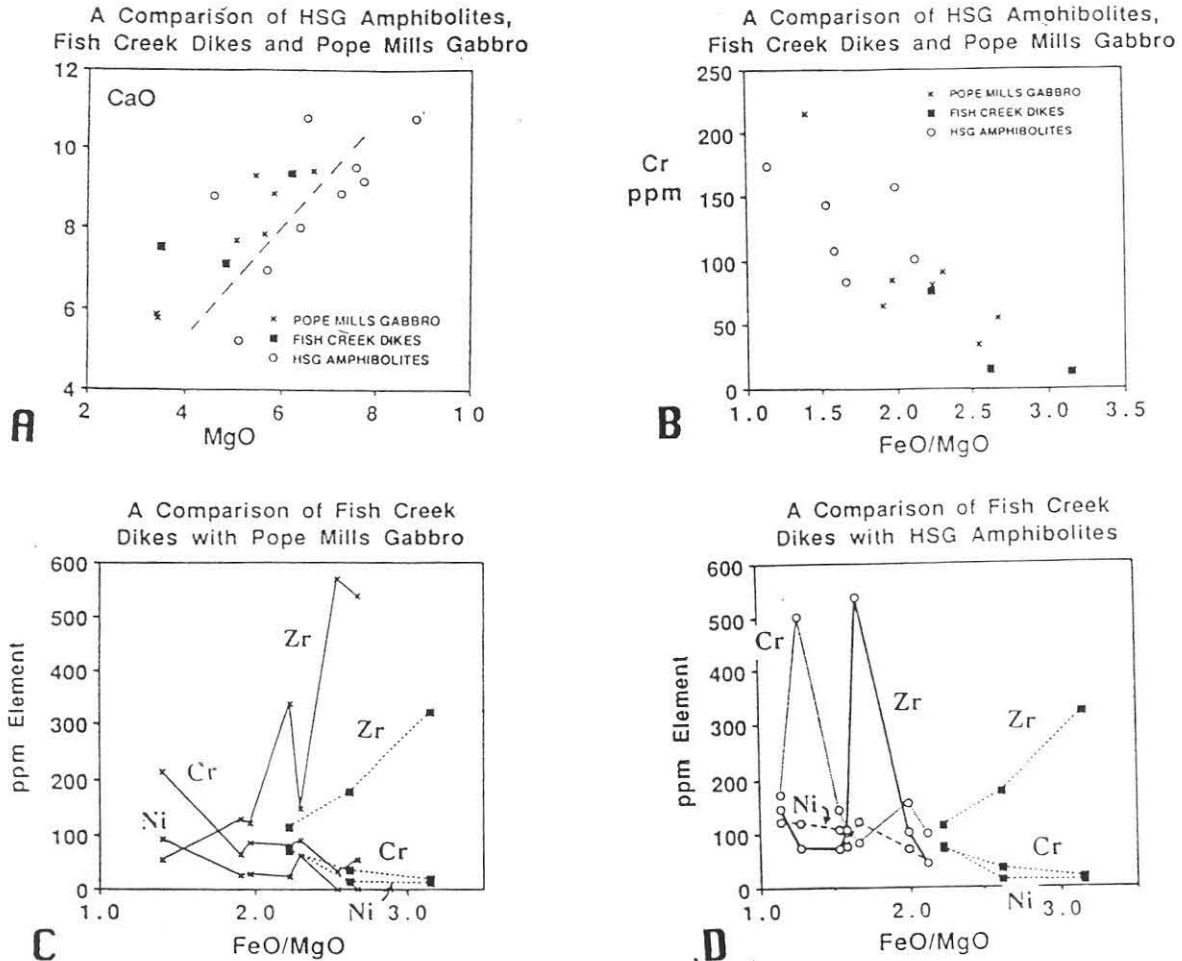 A Comparison of HSG Amphibolites,
Fish Creek Dikes and Pope Mills Gabbro
12
10
8
6
4
CaO
POPE MILLS GABBRO
FISH CREEK DIKES
HSG AMPHIBOLITES
2
4
6
8
10
MgO
A
A Comparison of HSG Amphibolites,
Fish Creek Dikes and Pope Mills Gabbro
250
200
150
100
50
0
Cr
ppm
POPE MILLS GABBRO
FISH CREEK DIKES
HSG AMPHIBOLITES
1.0
1.5
2.0
2.5
3.0
3.5
FeO/MgO
B
A Comparison of Fish Creek
Dikes with Pope Mills Gabbro
600
500
400
300
200
100
0
ppm Element
Zr
Zr
Cr
Ni
Cr
Ni
1.0
2.0
3.0
FeO/MgO
C
A Comparison of Fish Creek
Dikes with HSG Amphibolites
600
500
400
300
200
100
0
ppm Element
Cr
Zr
Zr
Ni
Cr
Ni
1.0
2.0
3.0
FeO/MgO
D